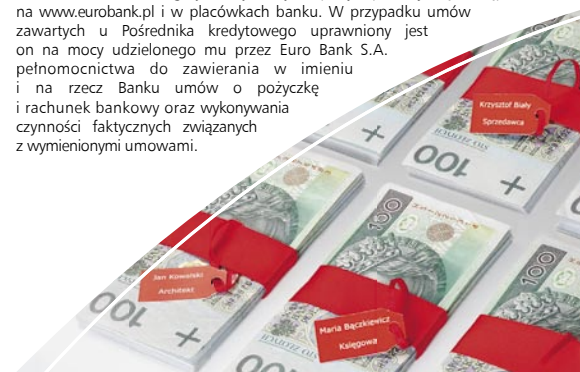 na www.eurobank.pl i w placówkach banku. W przypadku umów
zawartych u Pośrednika kredytowego uprawniony jest
on na mocy udzielonego mu przez Euro Bank S.A.
pełnomocnictwa do zawierania w imieniu
i na rzecz Banku umów o pożyczkę
i rachunek bankowy oraz wykonywania
czynności faktycznych związanych
z wymienionymi umowami.
Krzysztof Biały
Sprzedawca
100
100
100
Jan Kowalski
Architekt
100
Maria Bączkiewicz
Księgowa